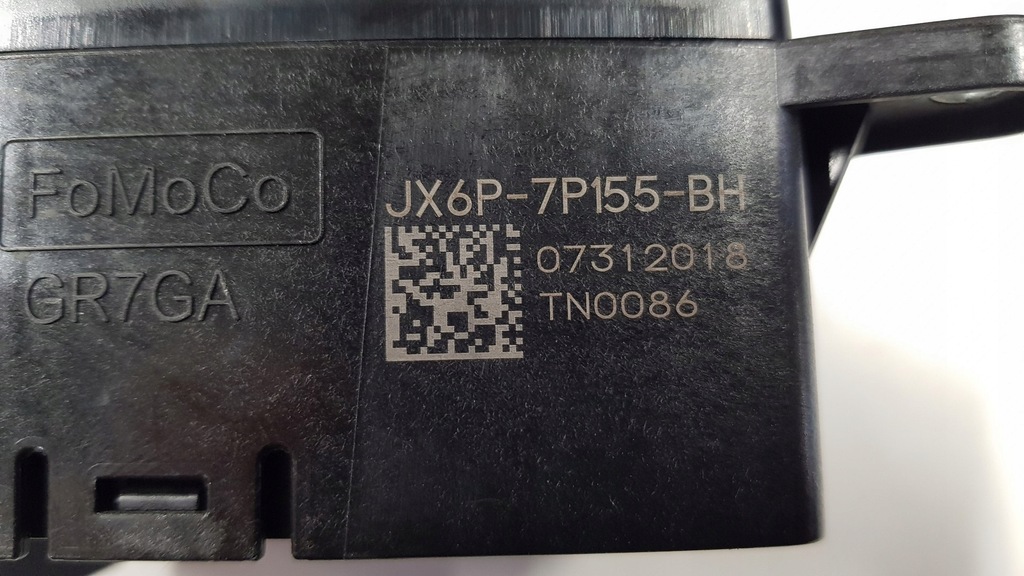 FoMoCo
GR7GA
JX6P-7P155-BH
07312018
TN0086